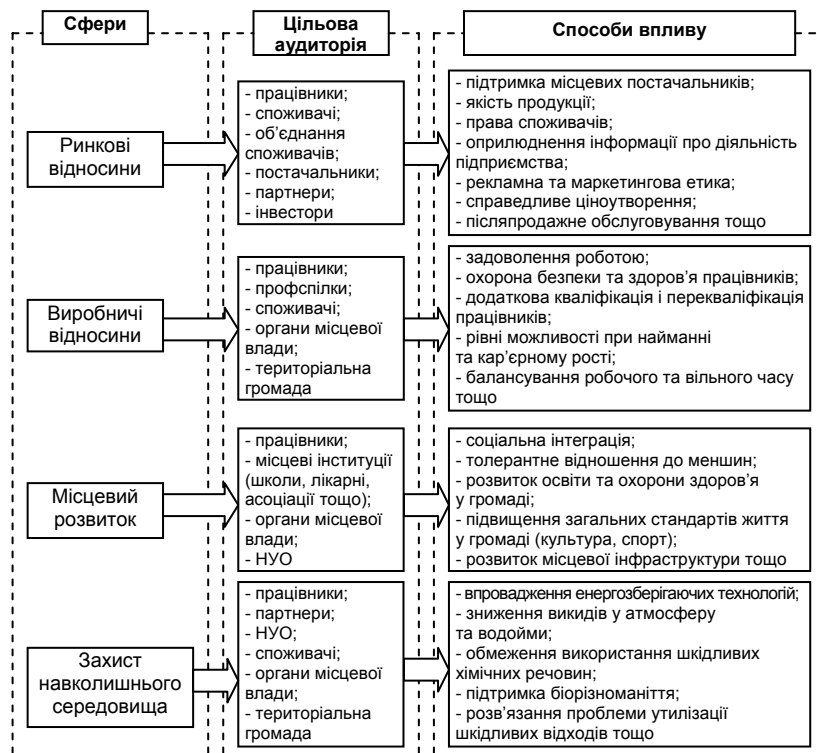 Сфери
Цільова
аудиторія
Способи впливу
Ринкові
відносини
- працівники;
- споживачі;
- об’єднання
споживачів;
- постачальники;
- партнери;
- інвестори
- підтримка місцевих постачальників;
- якість продукції;
- права споживачів;
- оприлюднення інформації про діяльність
підприємства;
- рекламна та маркетингова етика;
- справедливе ціноутворення;
- післяпродажне обслуговування тощо
Виробничі
відносини
- працівники;
- профспілки;
- споживачі;
- органи місцевої
влади;
- територіальна
громада
- задоволення роботою;
- охорона безпеки та здоров’я працівників;
- додаткова кваліфікація і перекваліфікація
працівників;
- рівні можливості при найманні
та кар’єрному рості;
- балансування робочого та вільного часу
тощо
Місцевий
розвиток
- працівники;
- місцеві інституції
(школи, лікарні,
асоціації тощо);
- органи місцевої
влади;
- НУО
- соціальна інтеграція;
- толерантне відношення до меншин;
- розвиток освіти та охорони здоров’я
у громаді;
- підвищення загальних стандартів життя
у громаді (культура, спорт);
- розвиток місцевої інфраструктури тощо
Захист
навколишнього
середовища
- працівники;
- партнери;
- НУО;
- споживачі;
- органи місцевої
влади;
- територіальна
громада
- впровадження енергозберігаючих технологій;
- зниження викидів у атмосферу
та водойми;
- обмеження використання шкідливих
хімічних речовин;
- підтримка біорізноманіття;
- розв’язання проблеми утилізації
шкідливих відходів тощо